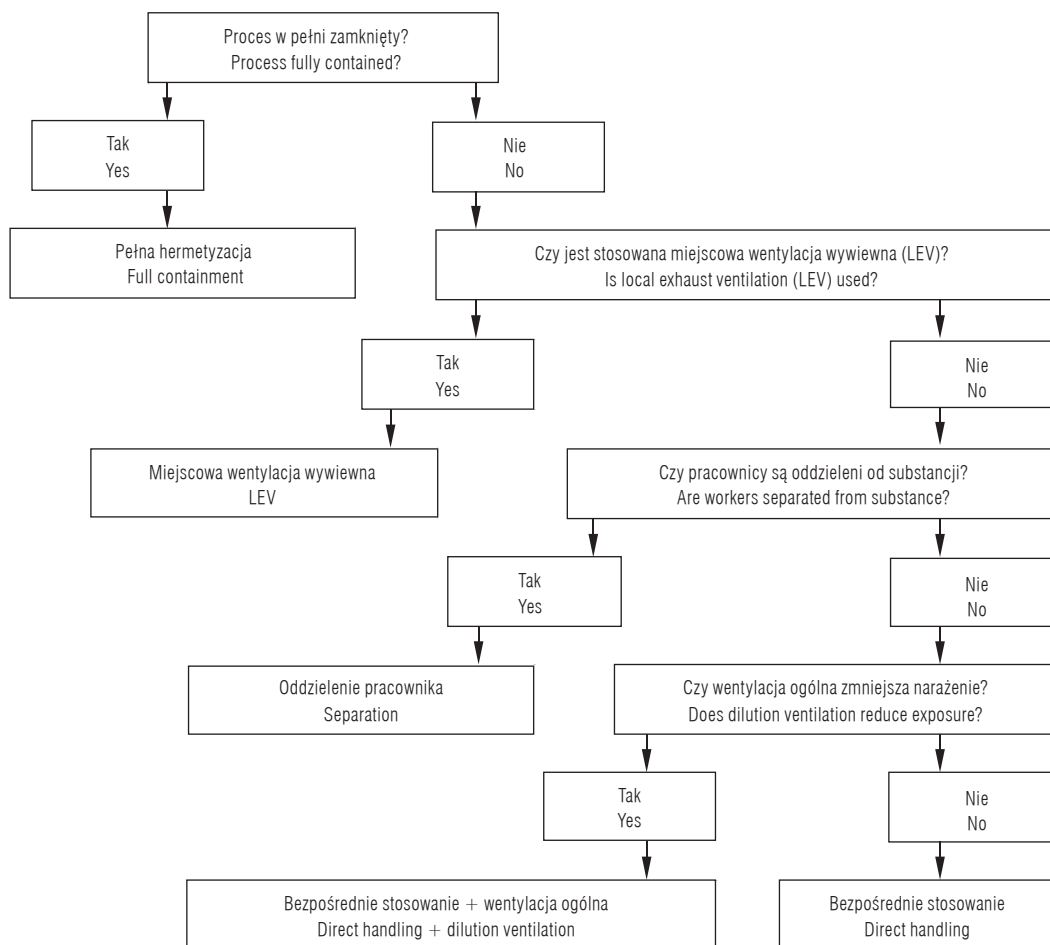 Proces w pełni zamknięty?
Process fully contained?
Tak
Yes
Nie
No
Pełna hermetyzacja
Full containment
Czy jest stosowana miejscowa wentylacja wywiewna (LEV)?
Is local exhaust ventilation (LEV) used?
Tak
Yes
Nie
No
Miejscowa wentylacja wywiewna
LEV
Czy pracownicy są oddzieleni od substancji?
Are workers separated from substance?
Tak
Yes
Nie
No
Oddzielenie pracownika
Separation
Czy wentylacja ogólna zmniejsza narażenie?
Does dilution ventilation reduce exposure?
Tak
Yes
Nie
No
Bezpośrednie stosowanie + wentylacja ogólna
Direct handling + dilution ventilation
Bezpośrednie stosowanie
Direct handling